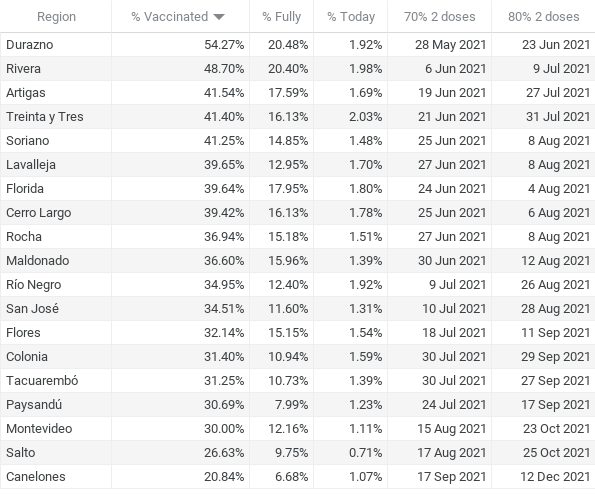 Region % Vaccinated % Fully % Today 70% 2 doses 80% 2 doses
Durazno 54.27% 20.48% 1.92% 28 May 2021 23 Jun 2021
Rivera 48.70% 20.40% 1.98% 6 Jun 2021 9 Jul 2021
Artigas 41.54% 17.59% 1.69% 19 Jun 2021 27 Jul 2021
Treinta y Tres 41.40% 16.13% 2.03% 21 Jun 2021 31 Jul 2021
Soriano 41.25% 14.85% 1.48% 25 Jun 2021 8 Aug 2021
Lavalleja 39.65% 12.95% 1.70% 27 Jun 2021 8 Aug 2021
Florida 39.64% 17.95% 1.80% 24 Jun 2021 4 Aug 2021
Cerro Largo 39.42% 16.13% 1.78% 25 Jun 2021 6 Aug 2021
Rocha 36.94% 15.18% 1.51% 27 Jun 2021 8 Aug 2021
Maldonado 36.60% 15.96% 1.39% 30 Jun 2021 12 Aug 2021
Río Negro 34.95% 12.40% 1.92% 9 Jul 2021 26 Aug 2021
San José 34.51% 11.60% 1.31% 10 Jul 2021 28 Aug 2021
Flores 32.14% 15.15% 1.54% 18 Jul 2021 11 Sep 2021
Colonia 31.40% 10.94% 1.59% 30 Jul 2021 29 Sep 2021
Tacuarembó 31.25% 10.73% 1.39% 30 Jul 2021 27 Sep 2021
Paysandú 30.69% 7.99% 1.23% 24 Jul 2021 17 Sep 2021
Montevideo 30.00% 12.16% 1.11% 15 Aug 2021 23 Oct 2021
Salto 26.63% 9.75% 0.71% 17 Aug 2021 25 Oct 2021
Canelones 20.84% 6.68% 1.07% 17 Sep 2021 12 Dec 2021